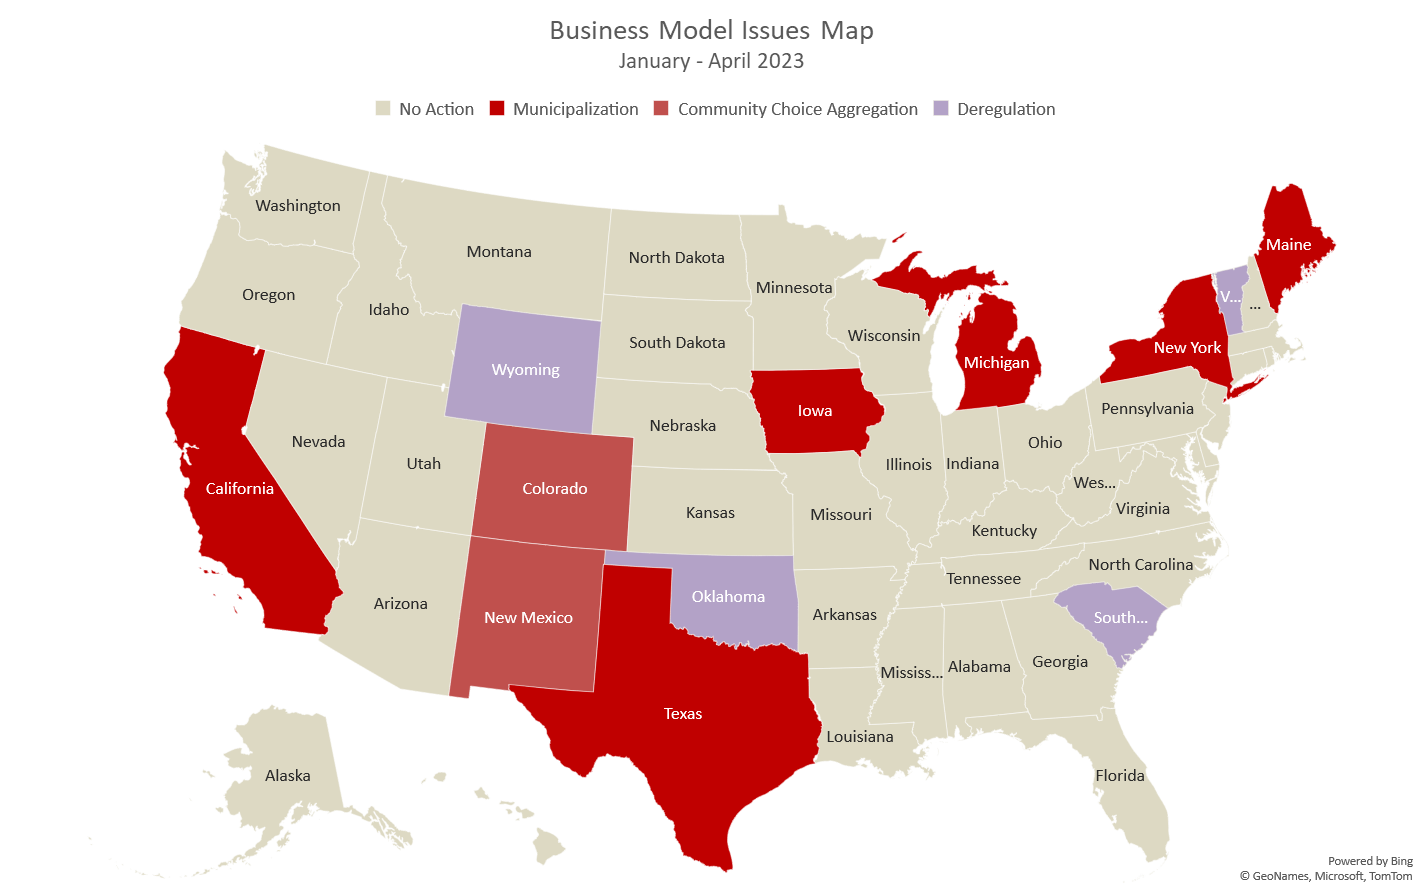 Business Model Issues Map
January - April 2023
No Action Municipalization Community Choice Aggregation Deregulation
Washington
Montana
North Dakota
Minnesota
Maine
Oregon
Idaho
Wisconsin
V...
...
South Dakota
New York
Wyoming
Michigan
Iowa
Pennsylvania
Nebraska
Nevada
Ohio
Utah
Illinois
Indiana
Wes...
California
Colorado
Virginia
Kansas
Missouri
Kentucky
North Carolina
Tennessee
Arizona
Oklahoma
New Mexico
Arkansas
South...
Georgia
Alabama
Mississ...
Texas
Louisiana
Alaska
Florida
Powered by Bing
© GeoNames, Microsoft, TomTom